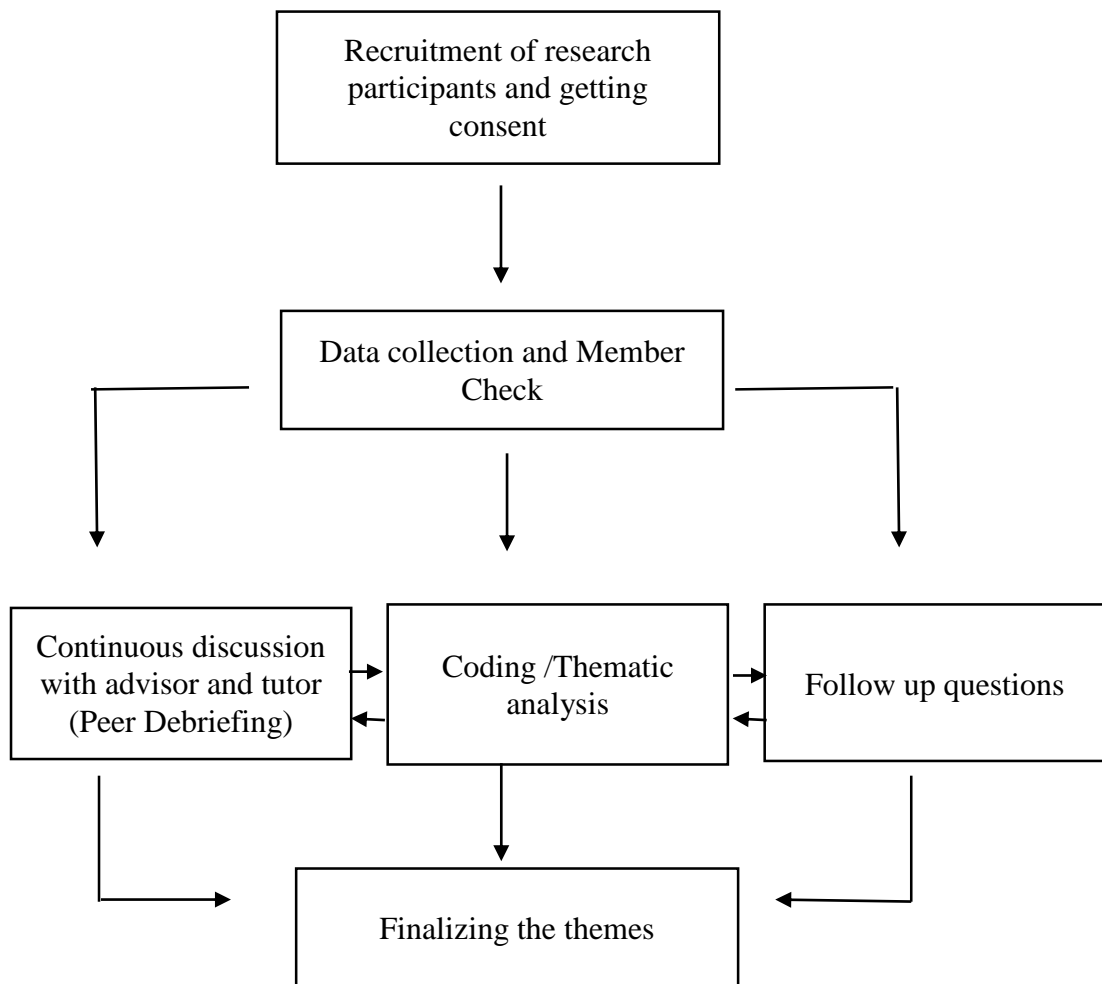 Recruitment of research
participants and getting
consent
Data collection and Member
Check
Continuous discussion
with advisor and tutor
(Peer Debriefing)
Coding /Thematic
analysis
Follow up questions
Finalizing the themes